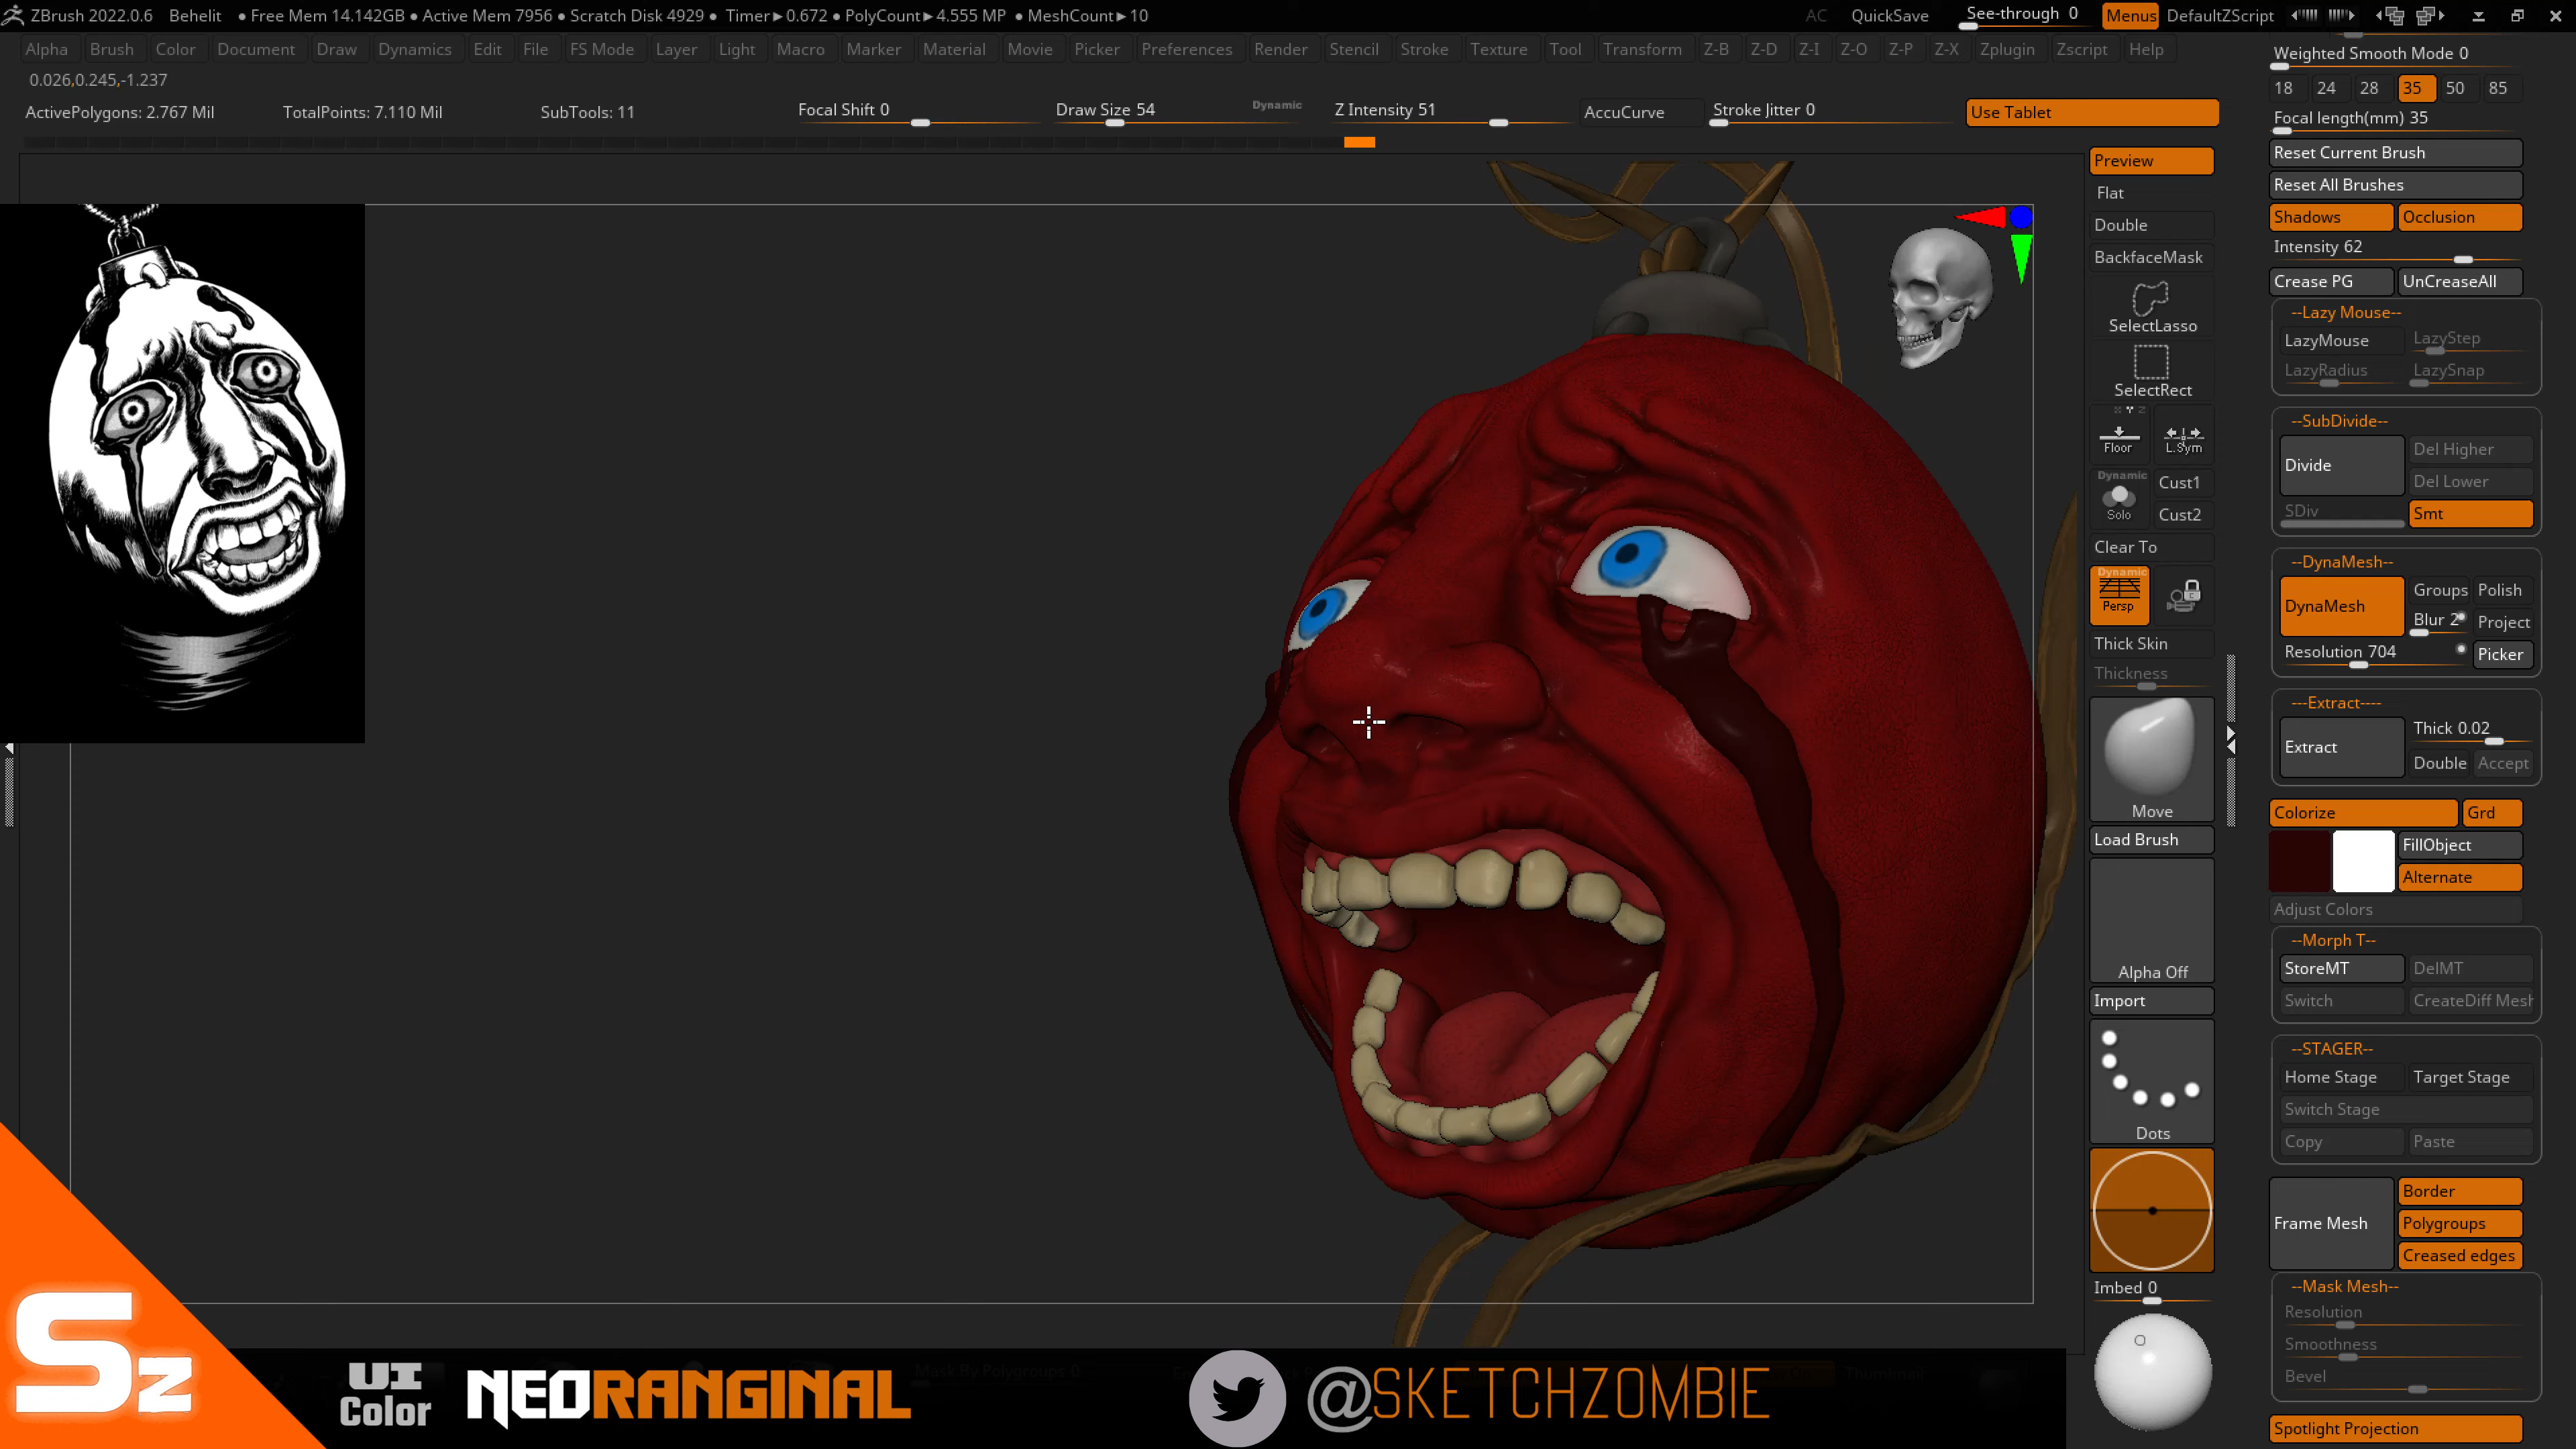 ZBrush 2022.0.6 Behelit ● Free Mem 14.142GB ● Active Mem 7956 ● Scratch Disk 4929 ● Timer►0.672 ● PolyCount►4.555 MP ● MeshCount►10 AC QuickSave See-through 0 Menus DefaultZScript
Alpha Brush Color Document Draw Dynamics Edit File FS Mode Layer Light Macro Marker Material Movie Picker Preferences Render Stencil Stroke Texture Tool Transform Z-B Z-D Z-I Z-O Z-P Z-X Zplugin Zscript Help
0.026,0.245,-1.237
ActivePolygons: 2.767 Mil TotalPoints: 7.110 Mil SubTools: 11 Focal Shift 0 Draw Size 54 Dynamic Z Intensity 51 AccuCurve Stroke Jitter 0 Use Tablet
Preview
Flat
Double
BackfaceMask
SelectLasso
SelectRect
Floor L.Sym
Dynamic Cust1
Solo Cust2
Clear To
Dynamic
Persp
Thick Skin
Thickness
Move
Load Brush
Alpha Off
Import
Dots
Imbed 0
Weighted Smooth Mode 0
18 24 28 35 50 85
Focal length(mm) 35
Reset Current Brush
Reset All Brushes
Shadows Occlusion
Intensity 62
Crease PG UnCreaseAll
--Lazy Mouse--
LazyMouse LazyStep
LazyRadius LazySnap
--SubDivide--
Divide Del Higher
Del Lower
SDiv Smt
--DynaMesh--
DynaMesh Groups Polish
Blur 2 Project
Resolution 704 Picker
---Extract----
Extract Thick 0.02
Double Accept
Colorize Grd
FillObject
Alternate
Adjust Colors
--Morph T--
StoreMT DelMT
Switch CreateDiff Mesh
--STAGER--
Home Stage Target Stage
Switch Stage
Copy Paste
Frame Mesh Border
Polygroups
Creased edges
--Mask Mesh--
Resolution
Smoothness
Bevel
Spotlight Projection
Mask By Polygroups 0
Thumbnail
Sz
UI
Color
NEORANGINAL
@SKETCHZOMBIE